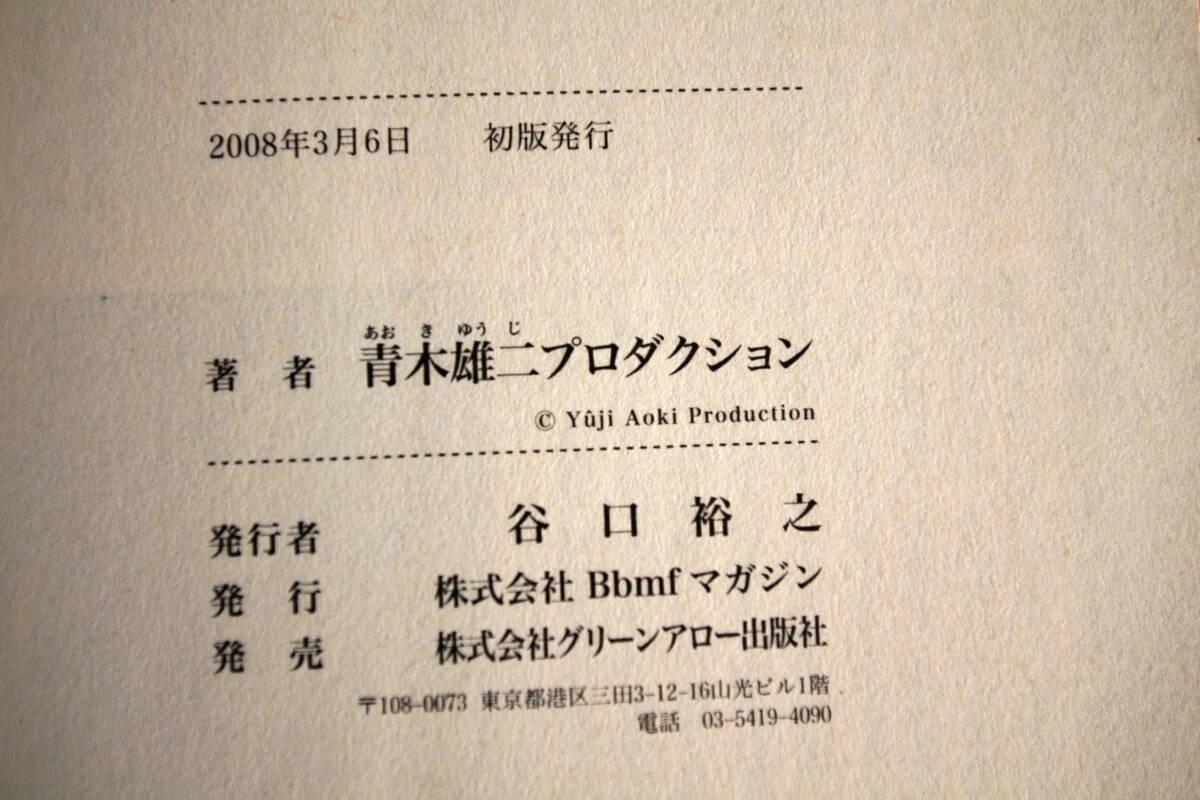 2008年3月6日　初版発行
あおきゆうじ
著　者　青木雄二プロダクション
© Yûji Aoki Production
発行者　谷口裕之
発　行　株式会社 Bbmf マガジン
発　売　株式会社グリーンアロー出版社
〒108-0073 東京都港区三田3-12-16山光ビル1階
電話　03-5419-4090